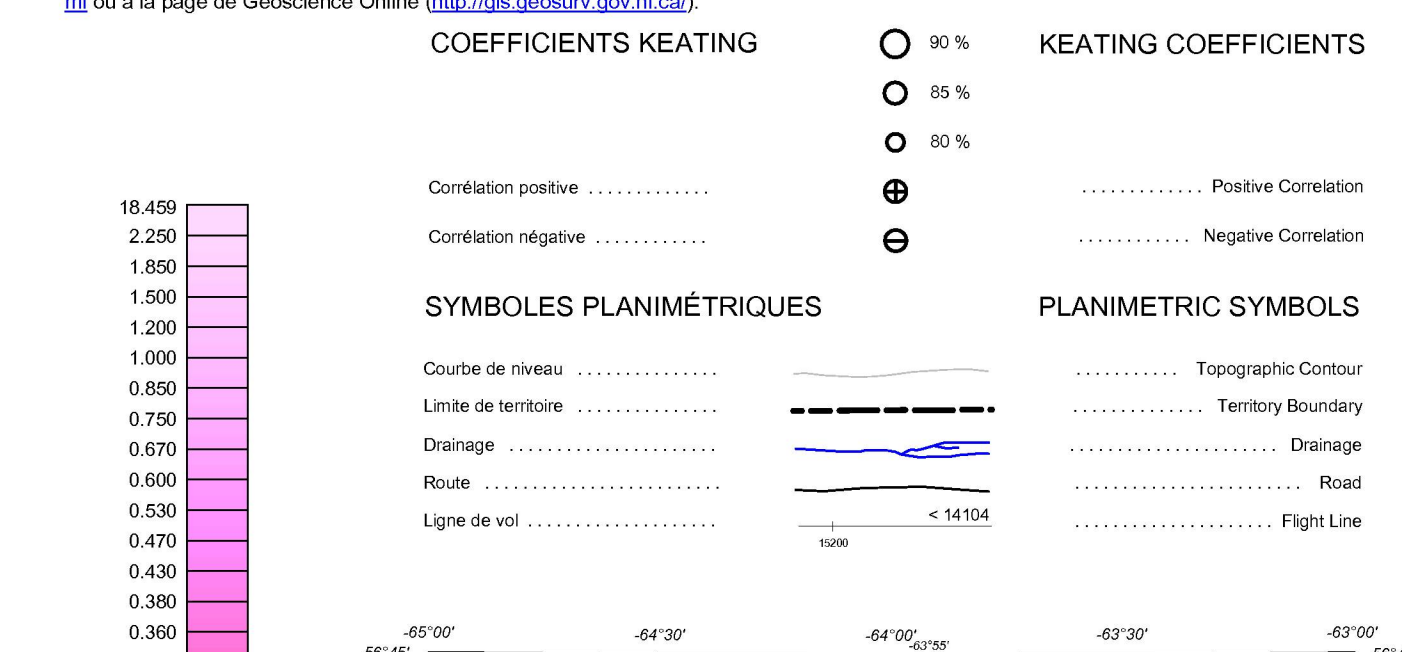 ml ou à la page de Geoscience Online (http://gis.geosurv.gov.nl.ca/).
COEFFICIENTS KEATING 90 % KEATING COEFFICIENTS
85 %
80 %
Corrélation positive . . . . . . . . . . . . . . . . . . . . . . . . . . Positive Correlation
Corrélation négative . . . . . . . . . . . . . . . . . . . . . . . . Negative Correlation
SYMBOLES PLANIMÉTRIQUES PLANIMETRIC SYMBOLS
Courbe de niveau . . . . . . . . . . . . . . . . . . . . . . . . . . Topographic Contour
Limite de territoire . . . . . . . . . . . . . . . . . . . . . . . . . . . . Territory Boundary
Drainage . . . . . . . . . . . . . . . . . . . . . . . . . . . . . . . . . . . . . . . . . . Drainage
Route . . . . . . . . . . . . . . . . . . . . . . . . . . . . . . . . . . . . . . . . . . . . . . . Road
Ligne de vol . . . . . . . . . . . . . . . . . . . < 14104 . . . . . . . . . . . . . . . . . . . . Flight Line
15200
18.459
2.250
1.850
1.500
1.200
1.000
0.850
0.750
0.670
0.600
0.530
0.470
0.430
0.380
0.360
-65°00' -64°30' -64°00' -63°30' -63°00'
-63°55'
56°45'